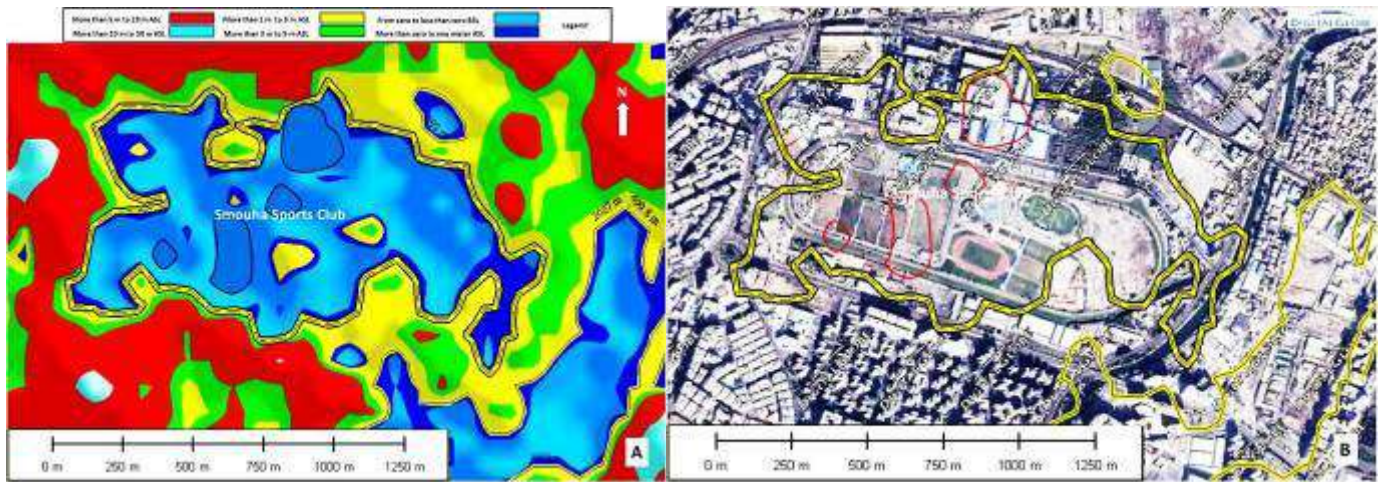 More than 5 m to 10 m ASL
More than 1 m to 3 m ASL
From zero to less than zero BSL
Legend
More than 10 m to 30 m ASL
More than 3 m to 5 m ASL
More than zero to one meter ASL
DIGITALGLOBE
N
Smouha Sports Club
0 m 250 m 500 m 750 m 1000 m 1250 m
A
0 m 250 m 500 m 750 m 1000 m 1250 m
B